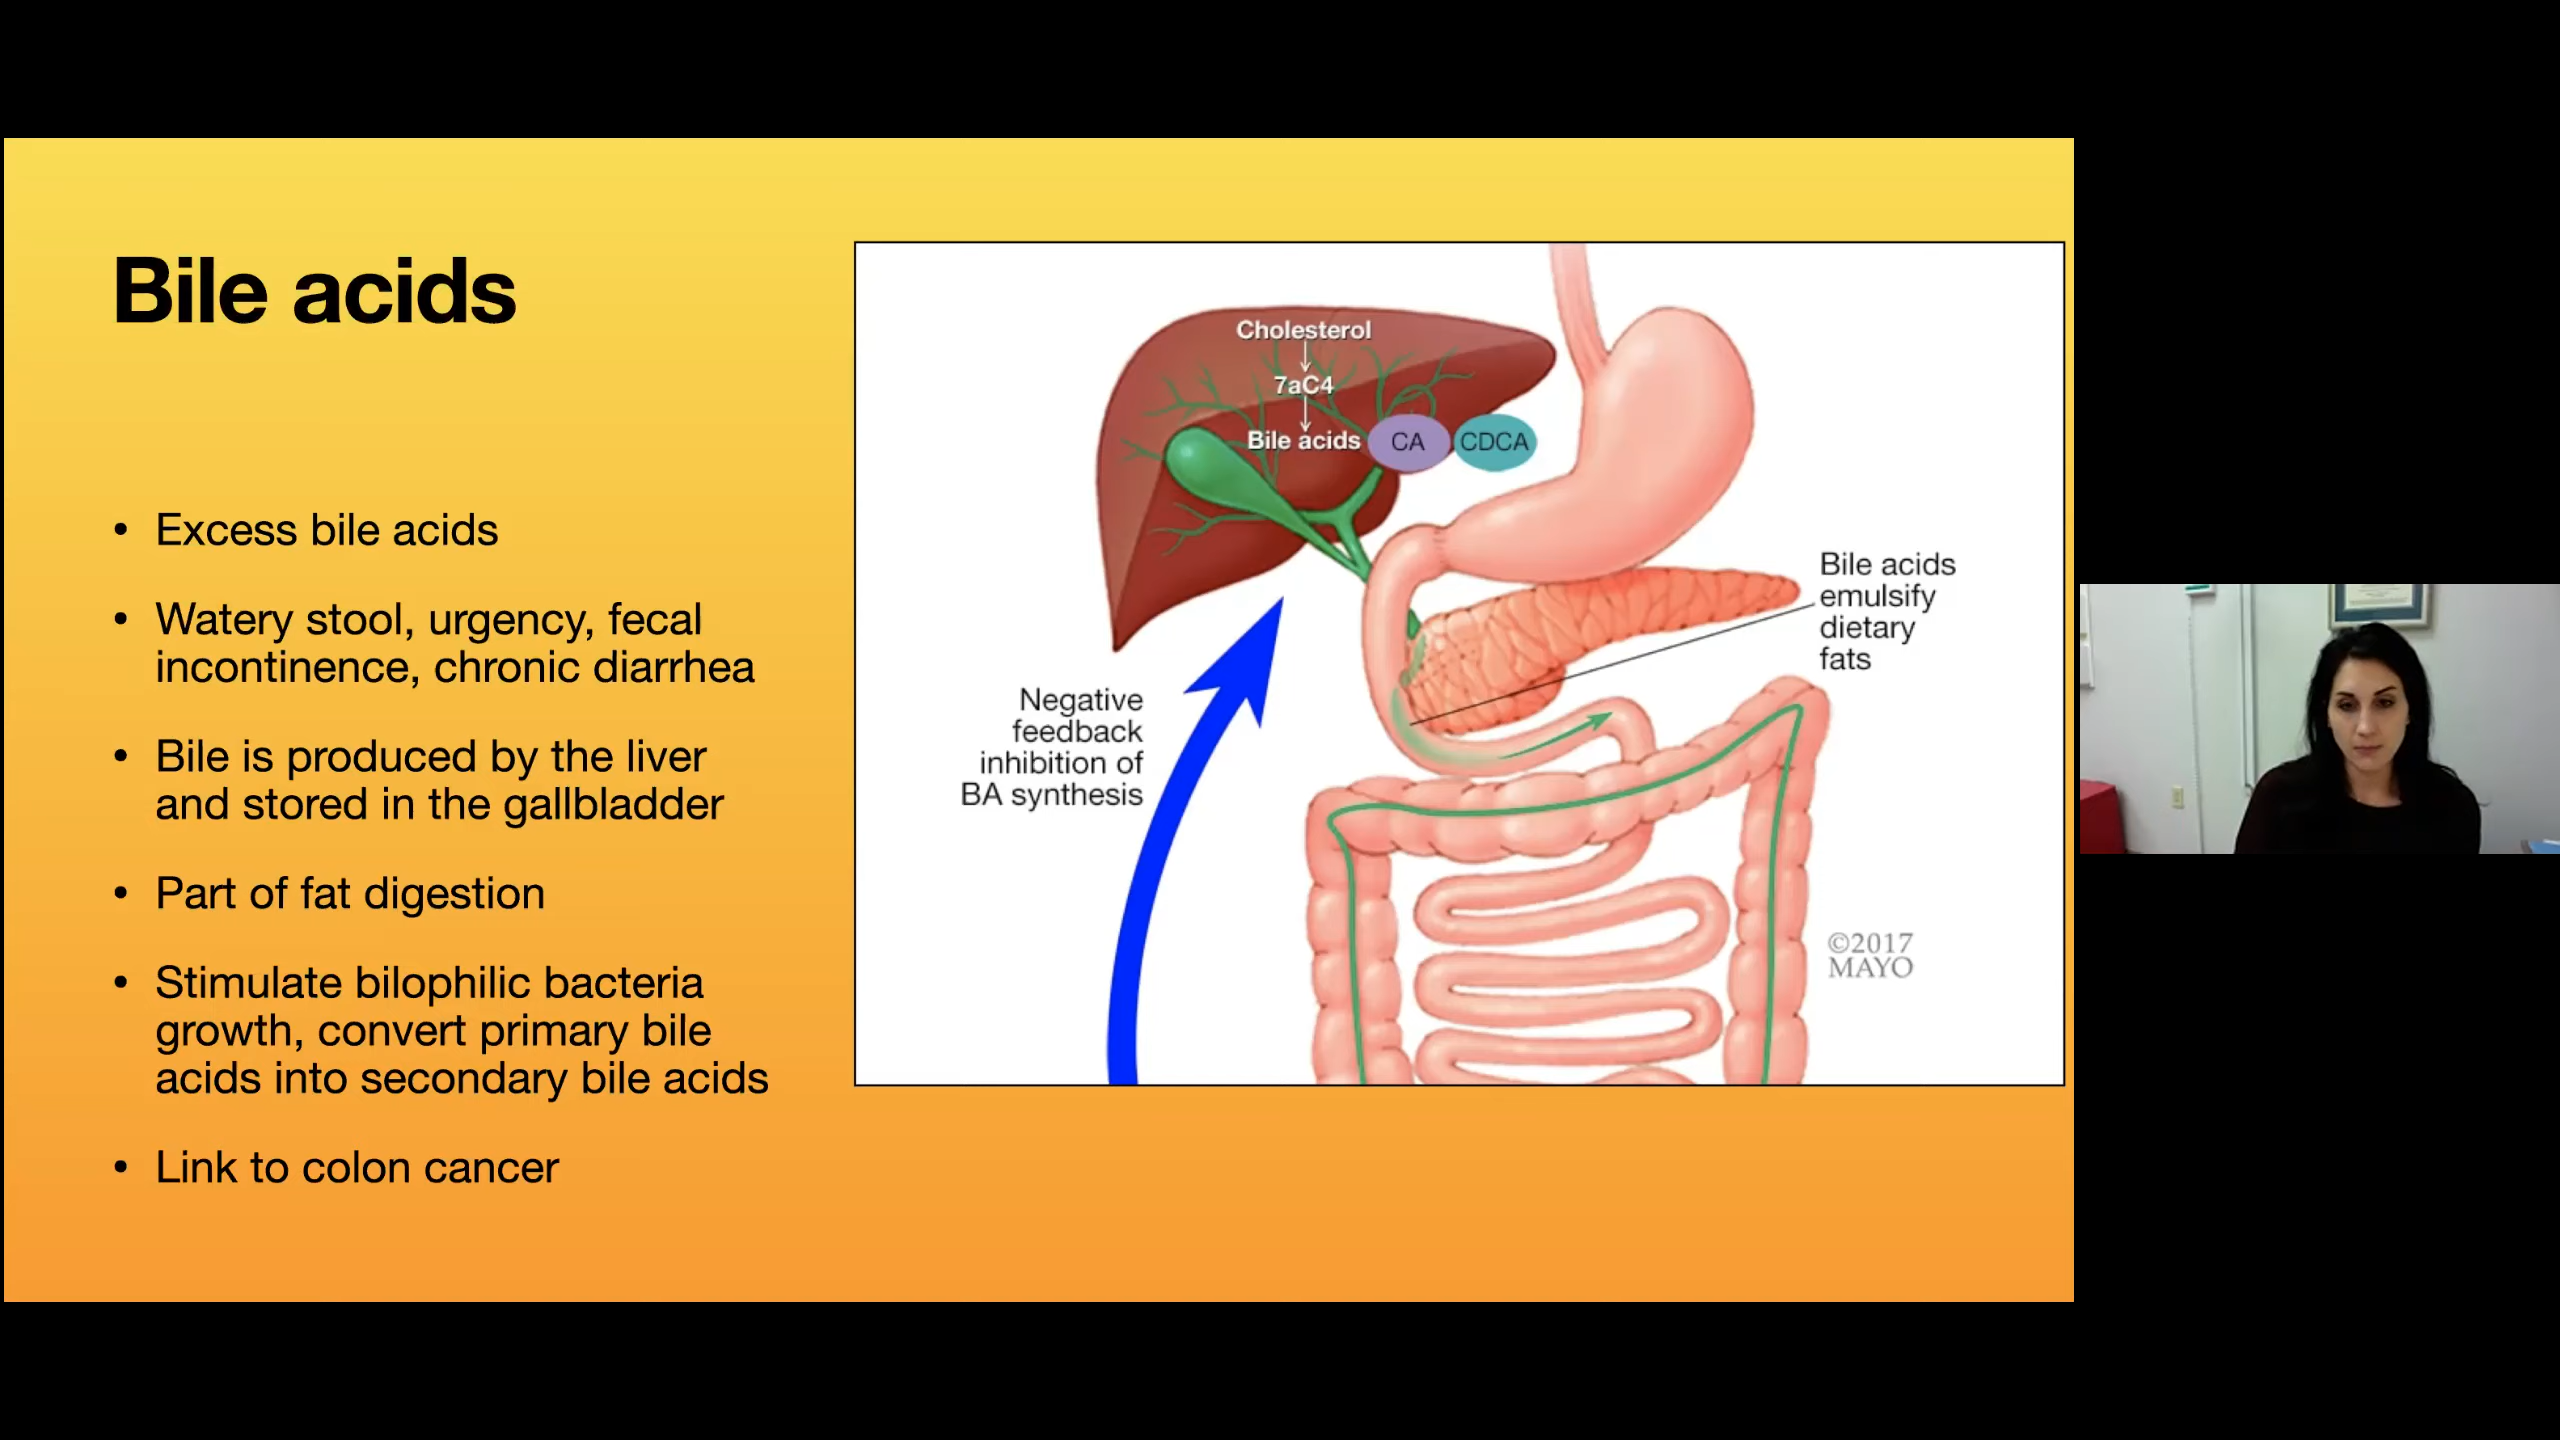 Bile acids
• Excess bile acids
• Watery stool, urgency, fecal
incontinence, chronic diarrhea
• Bile is produced by the liver
and stored in the gallbladder
• Part of fat digestion
• Stimulate bilophilic bacteria
growth, convert primary bile
acids into secondary bile acids
• Link to colon cancer
Cholesterol
7aC4
Bile acids CA CDCA
Bile acids
emulsify
dietary
fats
Negative
feedback
inhibition of
BA synthesis
©2017
MAYO